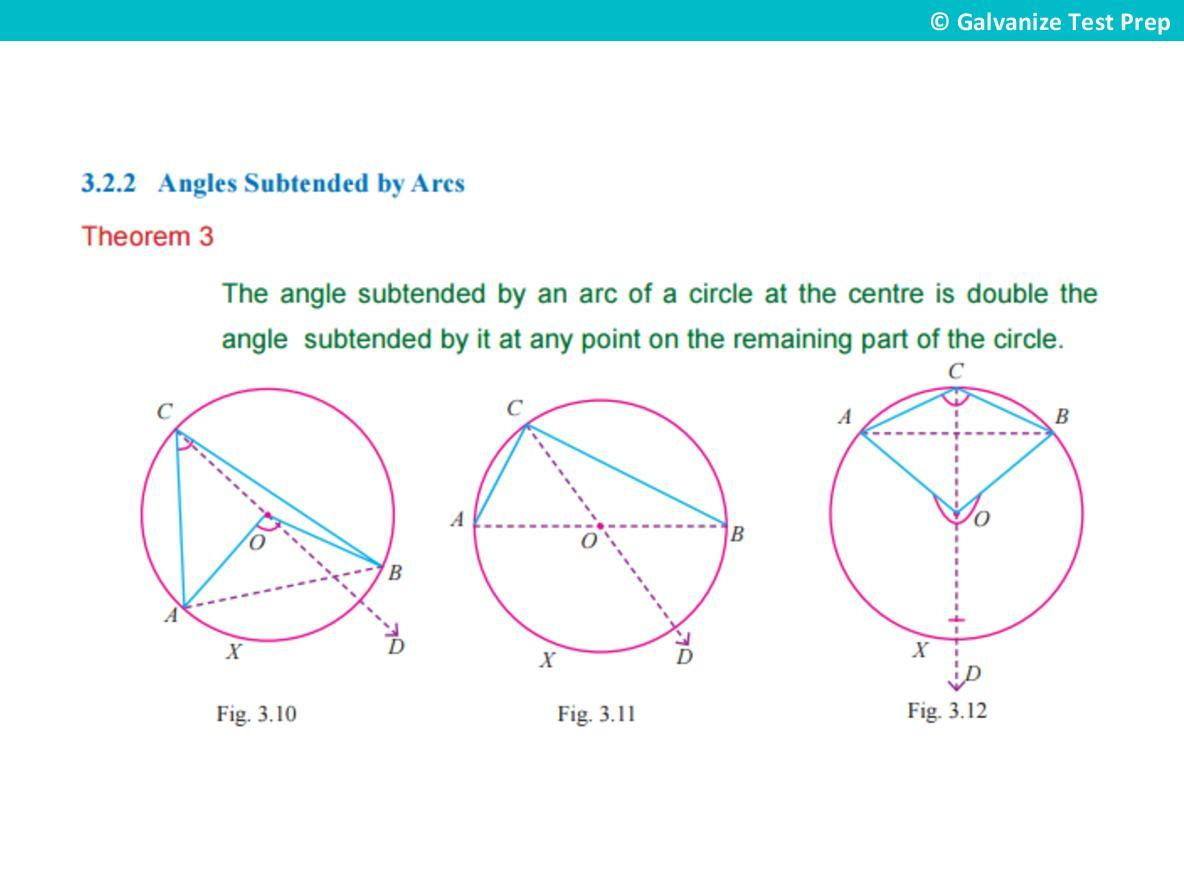 © Galvanize Test Prep
3.2.2 Angles Subtended by Arcs
Theorem 3
The angle subtended by an arc of a circle at the centre is double the
angle subtended by it at any point on the remaining part of the circle.
C
O
A
B
X
D
Fig. 3.10
C
A
O
B
X
D
Fig. 3.11
C
A
B
O
X
D
Fig. 3.12